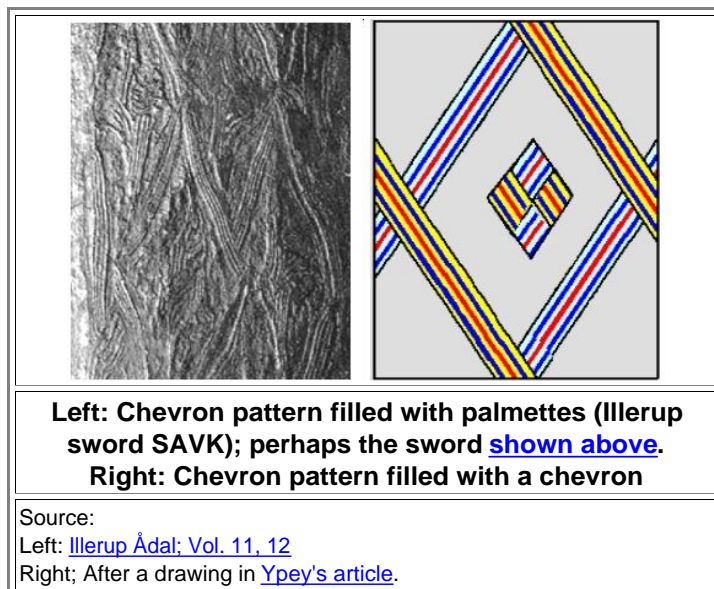 Left: Chevron pattern filled with palmettes (Illerup
sword SAVK); perhaps the sword shown above.
Right: Chevron pattern filled with a chevron
Source:
Left: Illerup Ådal; Vol. 11, 12
Right; After a drawing in Ypey's article.